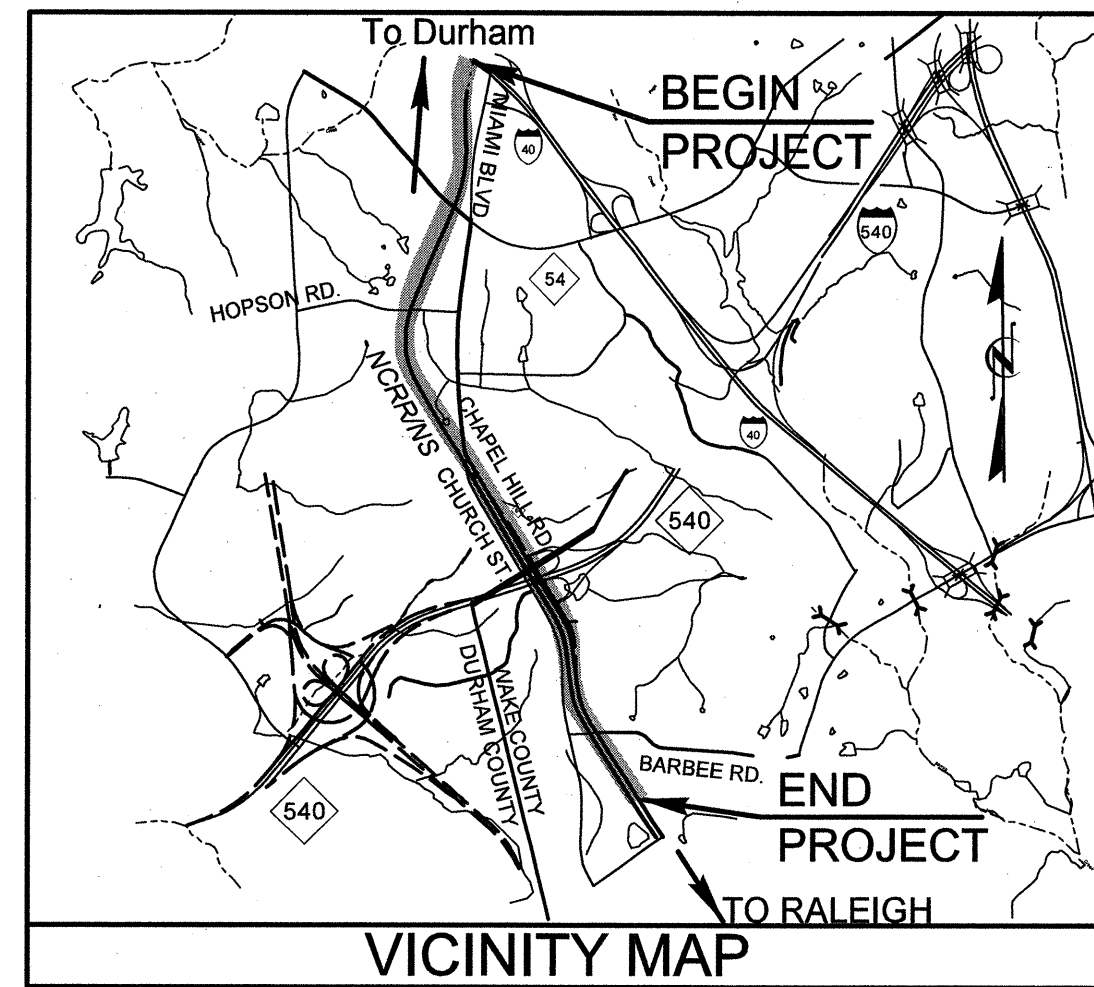 To Durham
BEGIN
PROJECT
MIAMI BLVD
40
540
54
HOPSON RD.
N
NCRR/NS
CHAPEL HILL RD
40
CHURCH ST.
540
WAKE COUNTY
DURHAM COUNTY
BARBEE RD.
END
PROJECT
540
TO RALEIGH
VICINITY MAP